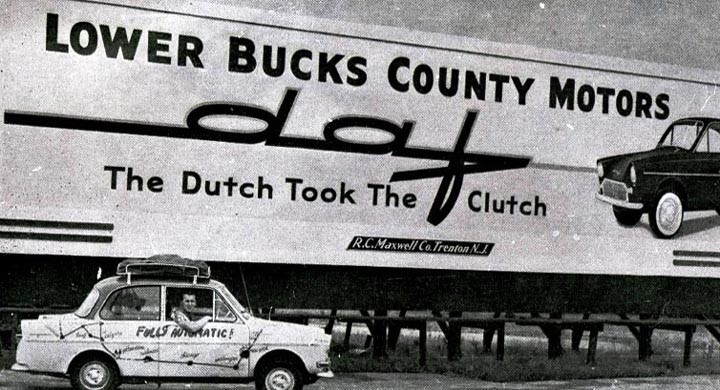 LOWER BUCKS COUNTY MOTORS
daf
The Dutch Took The Clutch
R.C. Maxwell Co. Trenton N.J.
FULLY AUTOMATIC!